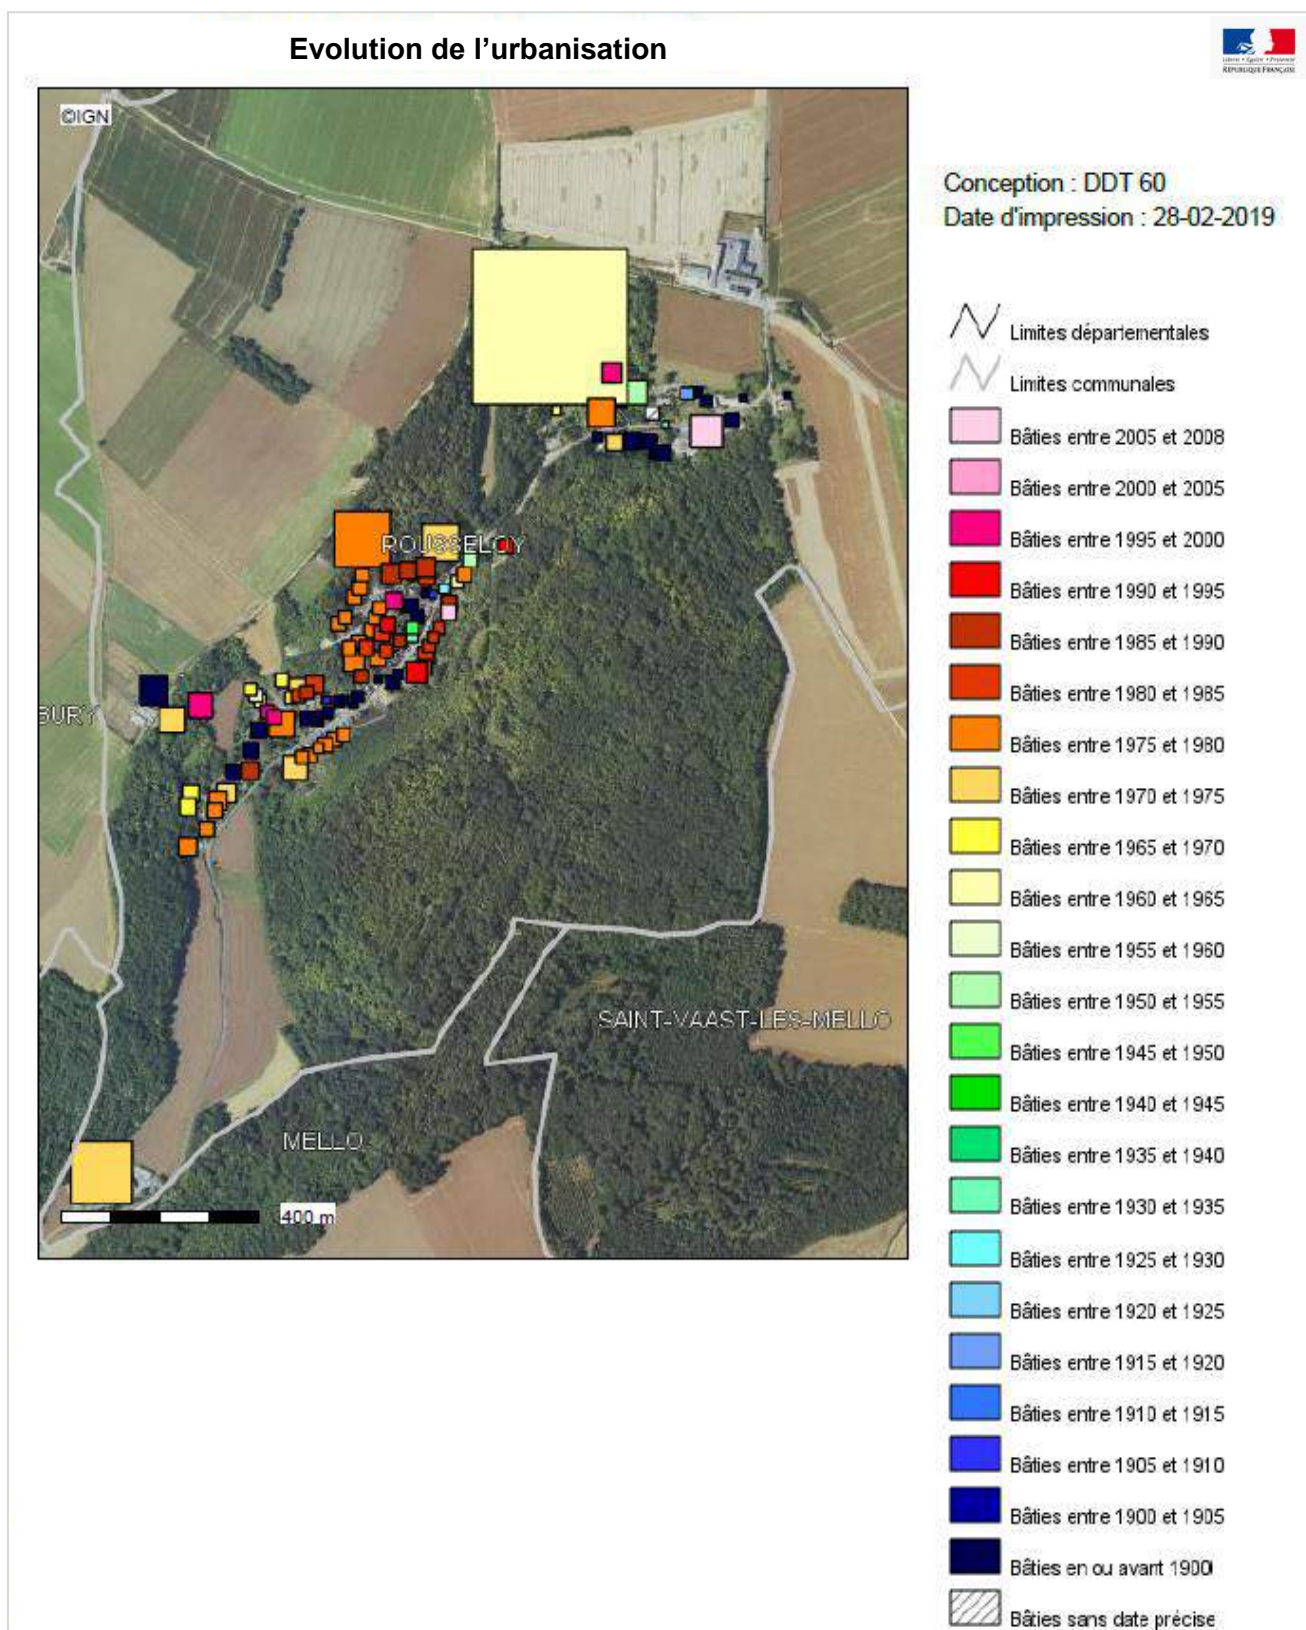 Evolution de l'urbanisation
Liberté • Égalité • Fraternité
RÉPUBLIQUE FRANÇAISE
©IGN
Conception : DDT 60
Date d'impression : 28-02-2019
Limites départementales
Limites communales
Bâties entre 2005 et 2008
Bâties entre 2000 et 2005
Bâties entre 1995 et 2000
Bâties entre 1990 et 1995
Bâties entre 1985 et 1990
Bâties entre 1980 et 1985
Bâties entre 1975 et 1980
Bâties entre 1970 et 1975
Bâties entre 1965 et 1970
Bâties entre 1960 et 1965
Bâties entre 1955 et 1960
Bâties entre 1950 et 1955
Bâties entre 1945 et 1950
Bâties entre 1940 et 1945
Bâties entre 1935 et 1940
Bâties entre 1930 et 1935
Bâties entre 1925 et 1930
Bâties entre 1920 et 1925
Bâties entre 1915 et 1920
Bâties entre 1910 et 1915
Bâties entre 1905 et 1910
Bâties entre 1900 et 1905
Bâties en ou avant 1900
Bâties sans date précise
ROUSSELOY
BURY
SAINT-VAAST-LES-MELLO
MELLO
400 m